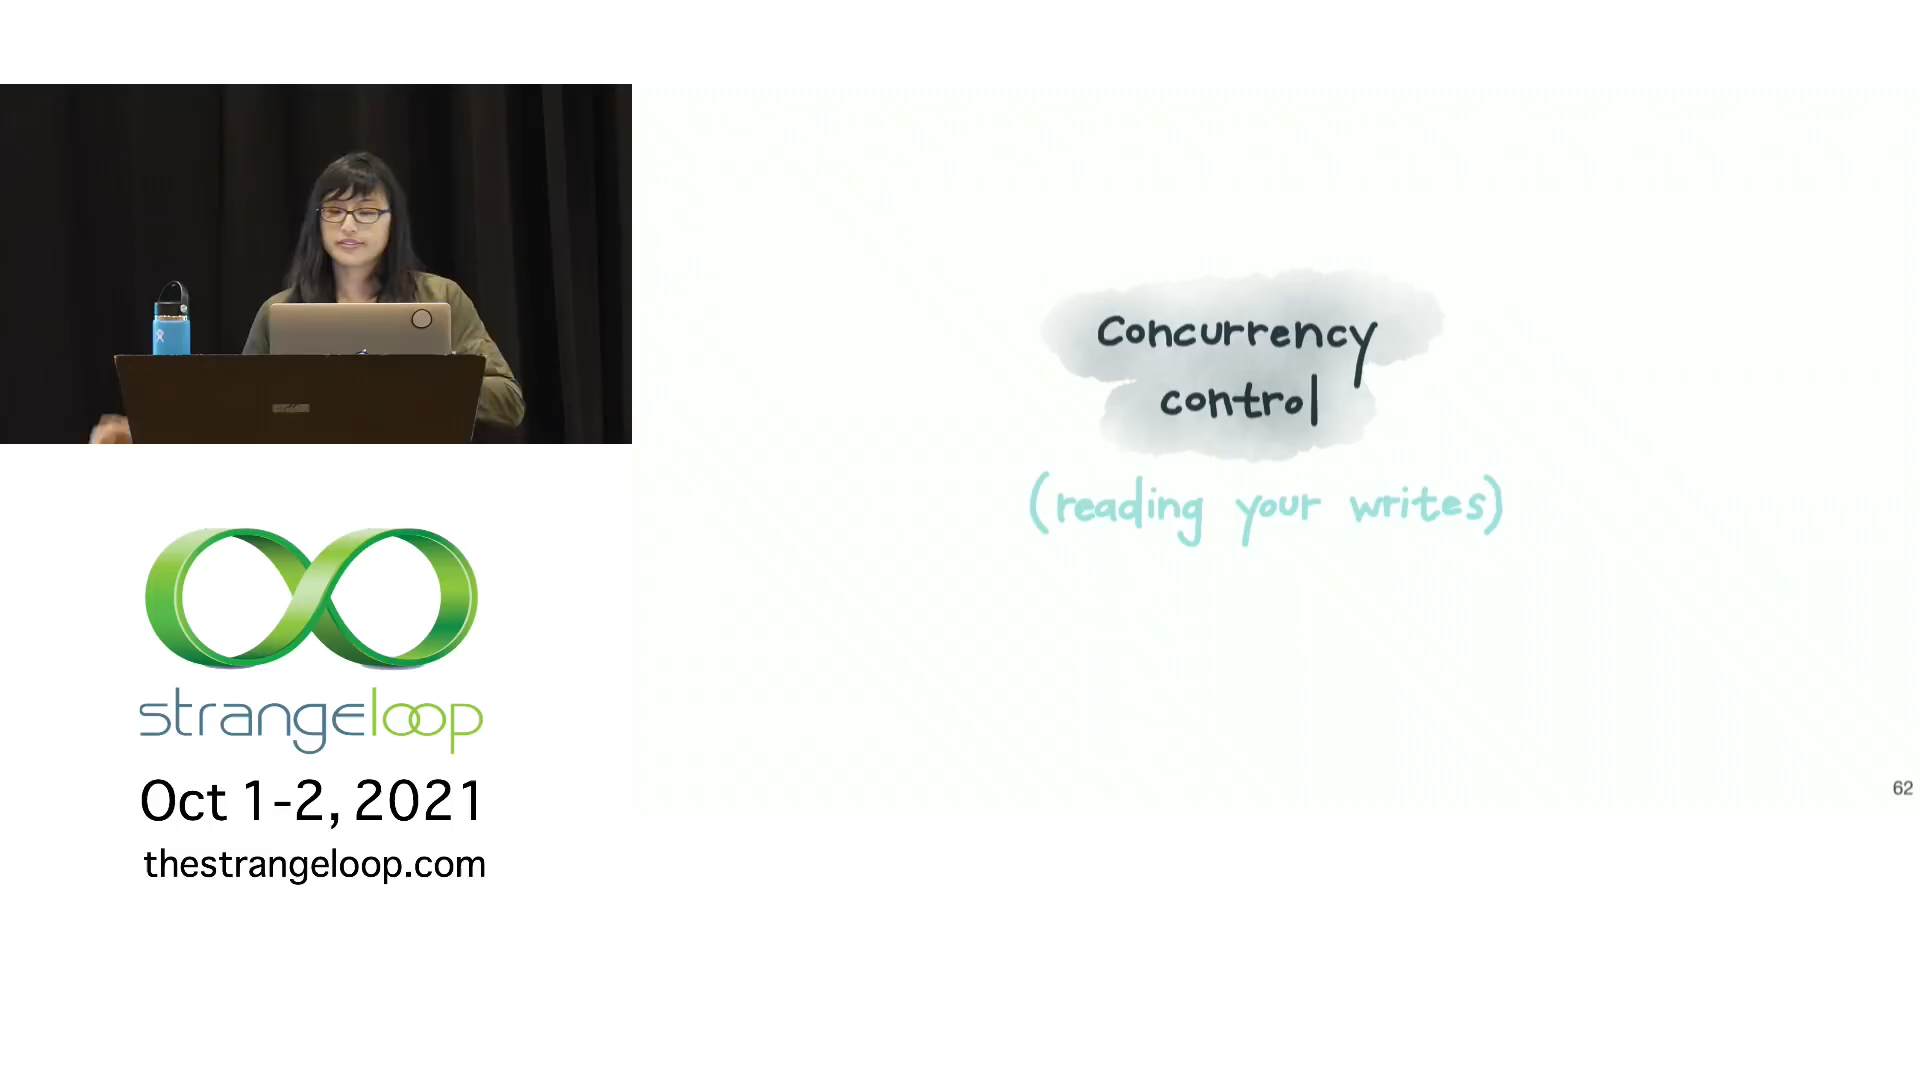 Concurrency
control
(reading your writes)
62
strangeloop
Oct 1-2, 2021
thestrangeloop.com